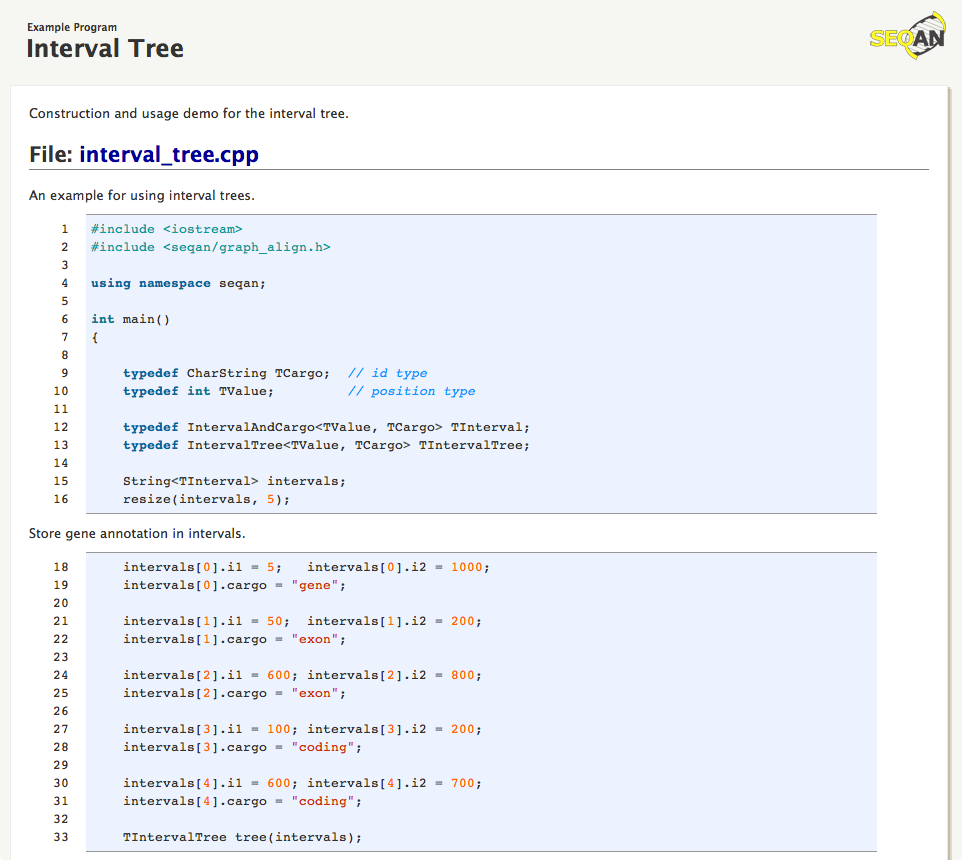 Example Program
Interval Tree
SEQAN
Construction and usage demo for the interval tree.
File: interval_tree.cpp
An example for using interval trees.
1 #include <iostream>
2 #include <seqan/graph_align.h>
3
4 using namespace seqan;
5
6 int main()
7 {
8
9     typedef CharString TCargo;  // id type
10     typedef int TValue;         // position type
11
12     typedef IntervalAndCargo<TValue, TCargo> TInterval;
13     typedef IntervalTree<TValue, TCargo> TIntervalTree;
14
15     String<TInterval> intervals;
16     resize(intervals, 5);
Store gene annotation in intervals.
18     intervals[0].i1 = 5;   intervals[0].i2 = 1000;
19     intervals[0].cargo = "gene";
20
21     intervals[1].i1 = 50;  intervals[1].i2 = 200;
22     intervals[1].cargo = "exon";
23
24     intervals[2].i1 = 600; intervals[2].i2 = 800;
25     intervals[2].cargo = "exon";
26
27     intervals[3].i1 = 100; intervals[3].i2 = 200;
28     intervals[3].cargo = "coding";
29
30     intervals[4].i1 = 600; intervals[4].i2 = 700;
31     intervals[4].cargo = "coding";
32
33     TIntervalTree tree(intervals);